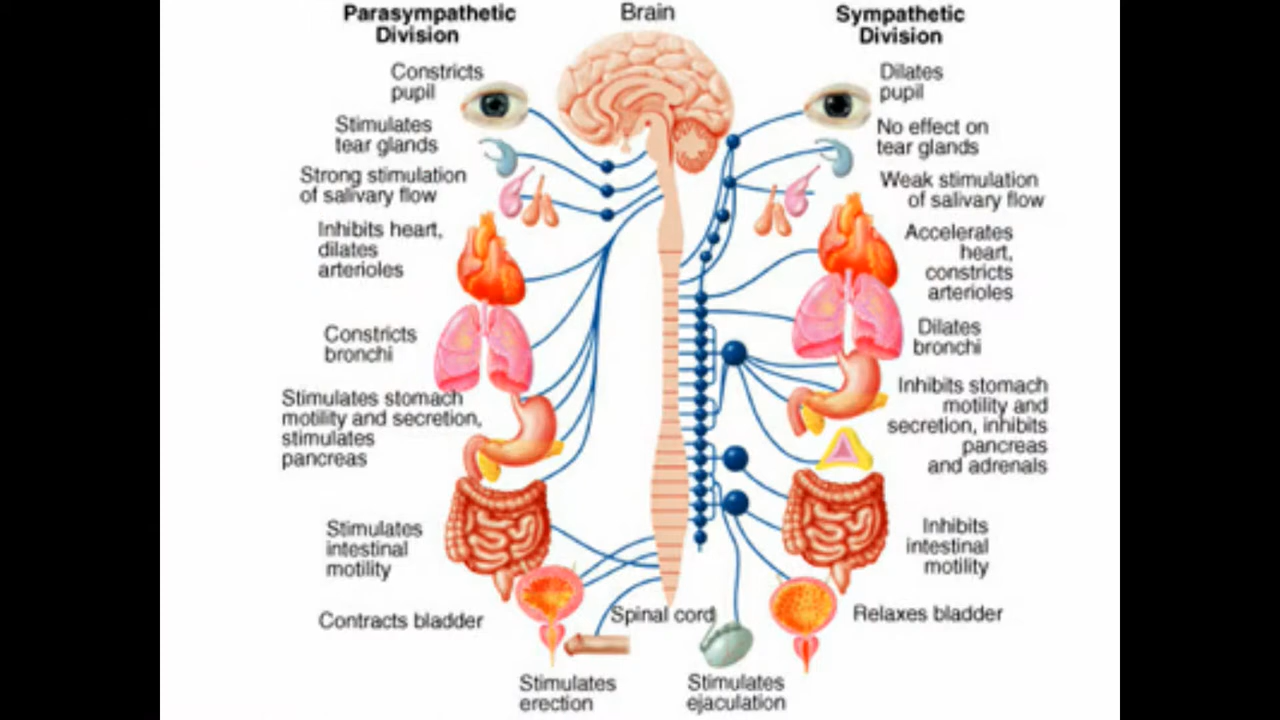 Parasympathetic
Division
Brain
Sympathetic
Division
Constricts
pupil
Stimulates
tear glands
Strong stimulation
of salivary flow
Inhibits heart,
dilates
arterioles
Constricts
bronchi
Stimulates stomach
motility and secretion,
stimulates
pancreas
Stimulates
intestinal
motility
Contracts bladder
Stimulates
erection
Spinal cord
Stimulates
ejaculation
Dilates
pupil
No effect on
tear glands
Weak stimulation
of salivary flow
Accelerates
heart,
constricts
arterioles
Dilates
bronchi
Inhibits stomach
motility and
secretion, inhibits
pancreas
and adrenals
Inhibits
intestinal
motility
Relaxes bladder